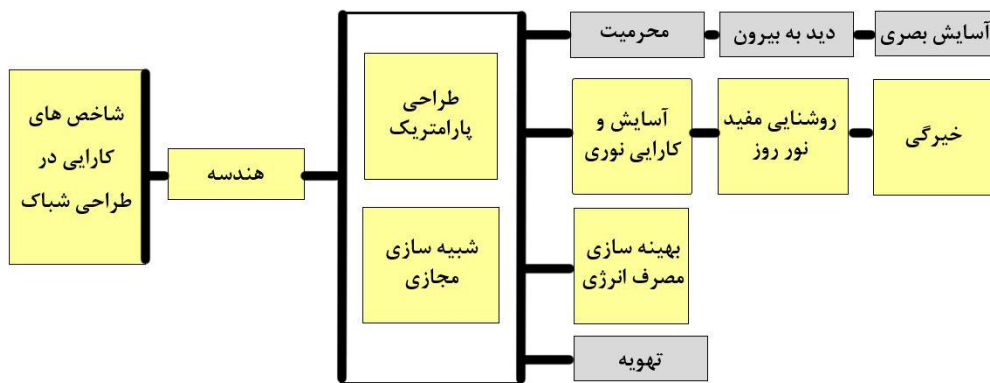 شاخص های
کارایی در
طراحی شباک
هندسه
طراحی
پارامتریک
شبیه سازی
مجازی
محرمیت
دید به بیرون
آسایش بصری
آسایش و
کارایی نوری
روشنایی مفید
نور روز
خیرگی
بهینه سازی
مصرف انرژی
تهویه